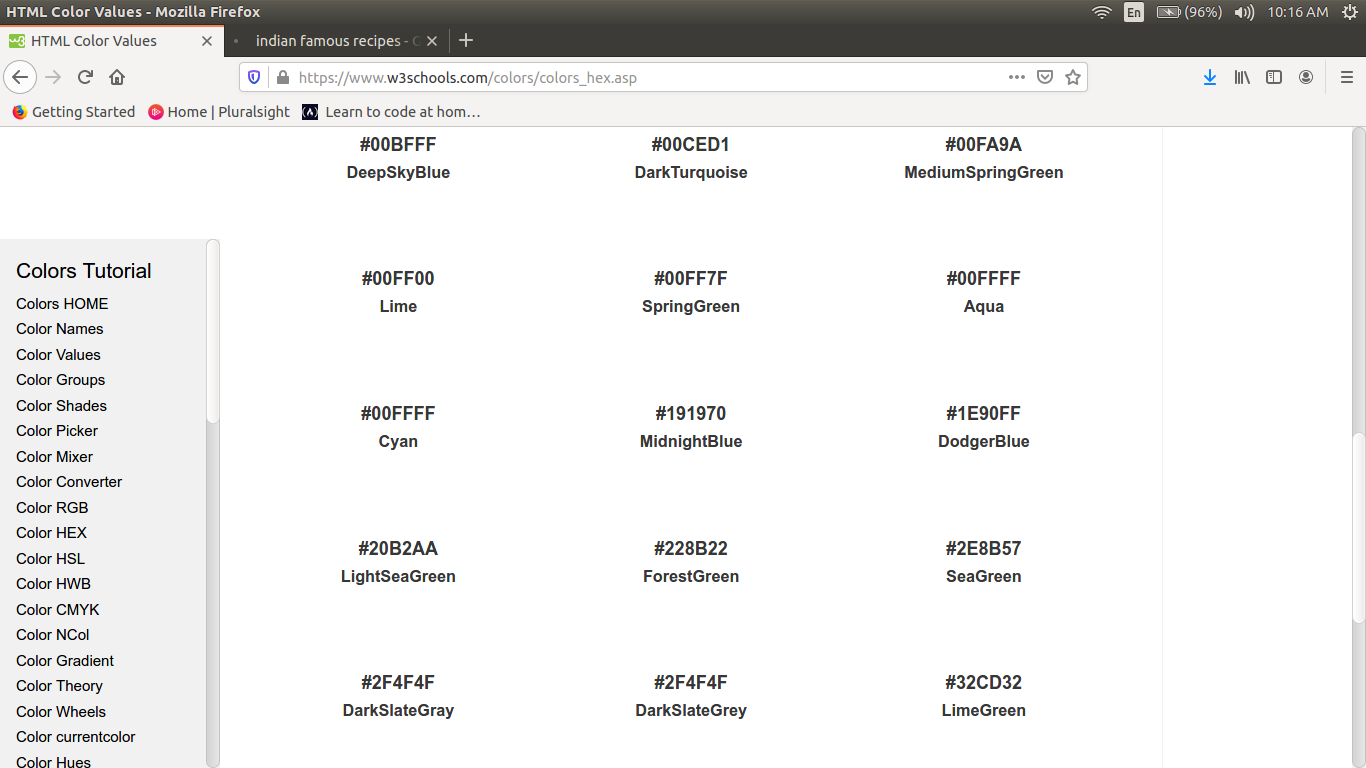 HTML Color Values - Mozilla Firefox
En
(96%)
10:16 AM
HTML Color Values
indian famous recipes -
https://www.w3schools.com/colors/colors_hex.asp
Getting Started
Home | Pluralsight
Learn to code at hom…
#00BFFF
#00CED1
#00FA9A
DeepSkyBlue
DarkTurquoise
MediumSpringGreen
#00FF00
#00FF7F
#00FFFF
Lime
SpringGreen
Aqua
#00FFFF
#191970
#1E90FF
Cyan
MidnightBlue
DodgerBlue
#20B2AA
#228B22
#2E8B57
LightSeaGreen
ForestGreen
SeaGreen
#2F4F4F
#2F4F4F
#32CD32
DarkSlateGray
DarkSlateGrey
LimeGreen
Colors Tutorial
Colors HOME
Color Names
Color Values
Color Groups
Color Shades
Color Picker
Color Mixer
Color Converter
Color RGB
Color HEX
Color HSL
Color HWB
Color CMYK
Color NCol
Color Gradient
Color Theory
Color Wheels
Color currentcolor
Color Hues